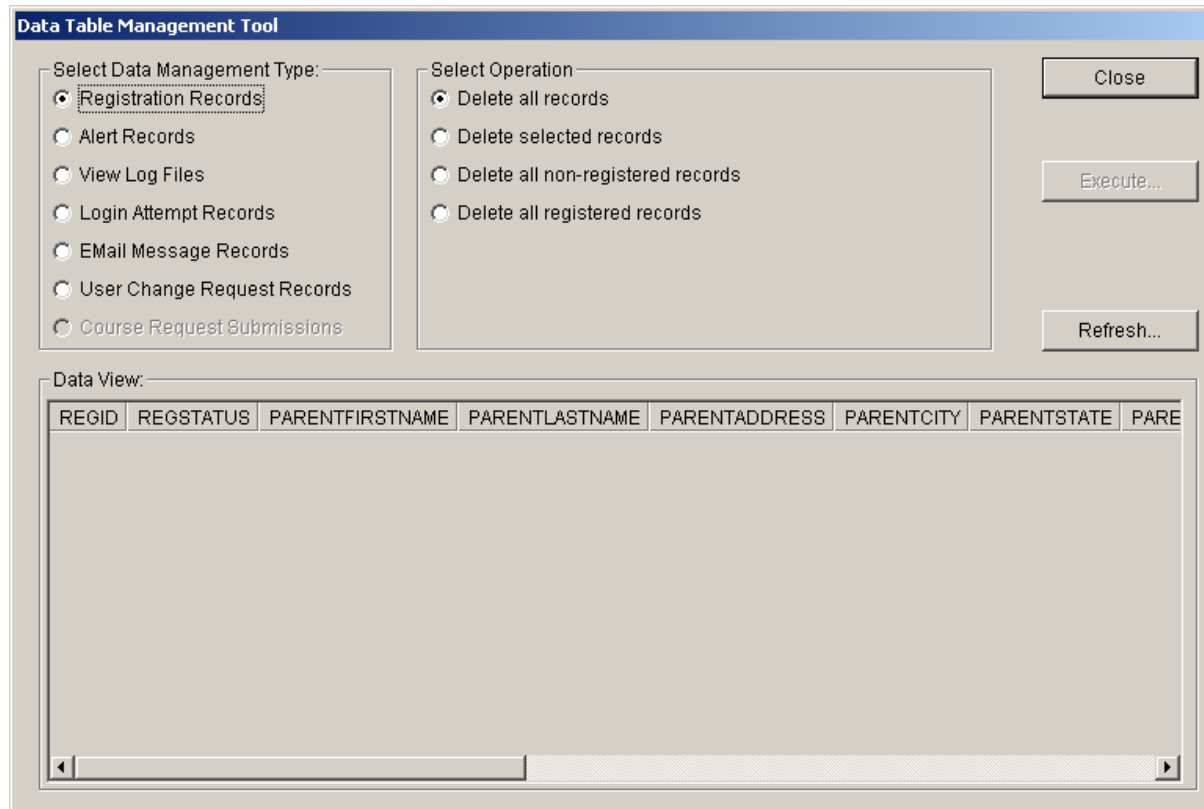 Data Table Management Tool
Select Data Management Type:
Registration Records
Alert Records
View Log Files
Login Attempt Records
EMail Message Records
User Change Request Records
Course Request Submissions
Select Operation
Delete all records
Delete selected records
Delete all non-registered records
Delete all registered records
Close
Execute...
Refresh...
Data View:
REGID REGSTATUS PARENTFIRSTNAME PARENTLASTNAME PARENTADDRESS PARENTCITY PARENTSTATE PARE